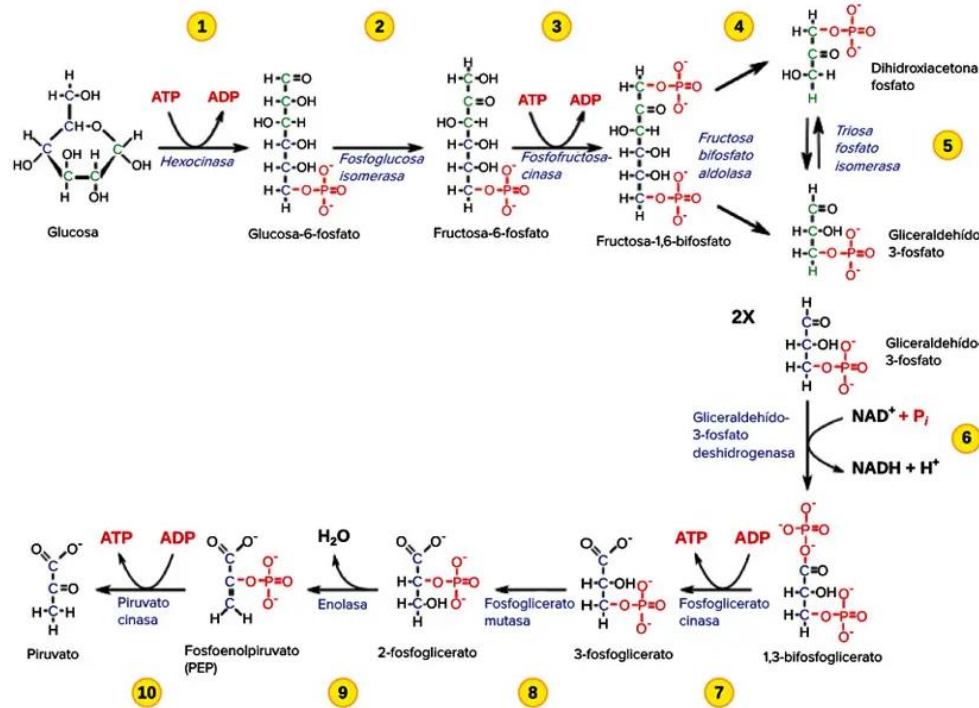 1
2
3
4
5
6
7
8
9
10
ATP
ADP
Hexocinasa
Glucosa
Fosfoglucosa
isomerasa
Glucosa-6-fosfato
ATP
ADP
Fosfofructosa-
cinasa
Fructosa-6-fosfato
Fructosa
bifosfato
aldolasa
Fructosa-1,6-bifosfato
Dihidroxiacetona
fosfato
Triosa
fosfato
isomerasa
Gliceraldehído
3-fosfato
2X
Gliceraldehído-
3-fosfato
Gliceraldehído-
3-fosfato
deshidrogenasa
NAD+ + Pi
NADH + H+
1,3-bifosfoglicerato
ATP
ADP
Fosfoglicerato
cinasa
3-fosfoglicerato
Fosfoglicerato
mutasa
2-fosfoglicerato
H2O
Enolasa
Fosfoenolpiruvato
(PEP)
ATP
ADP
Piruvato
cinasa
Piruvato